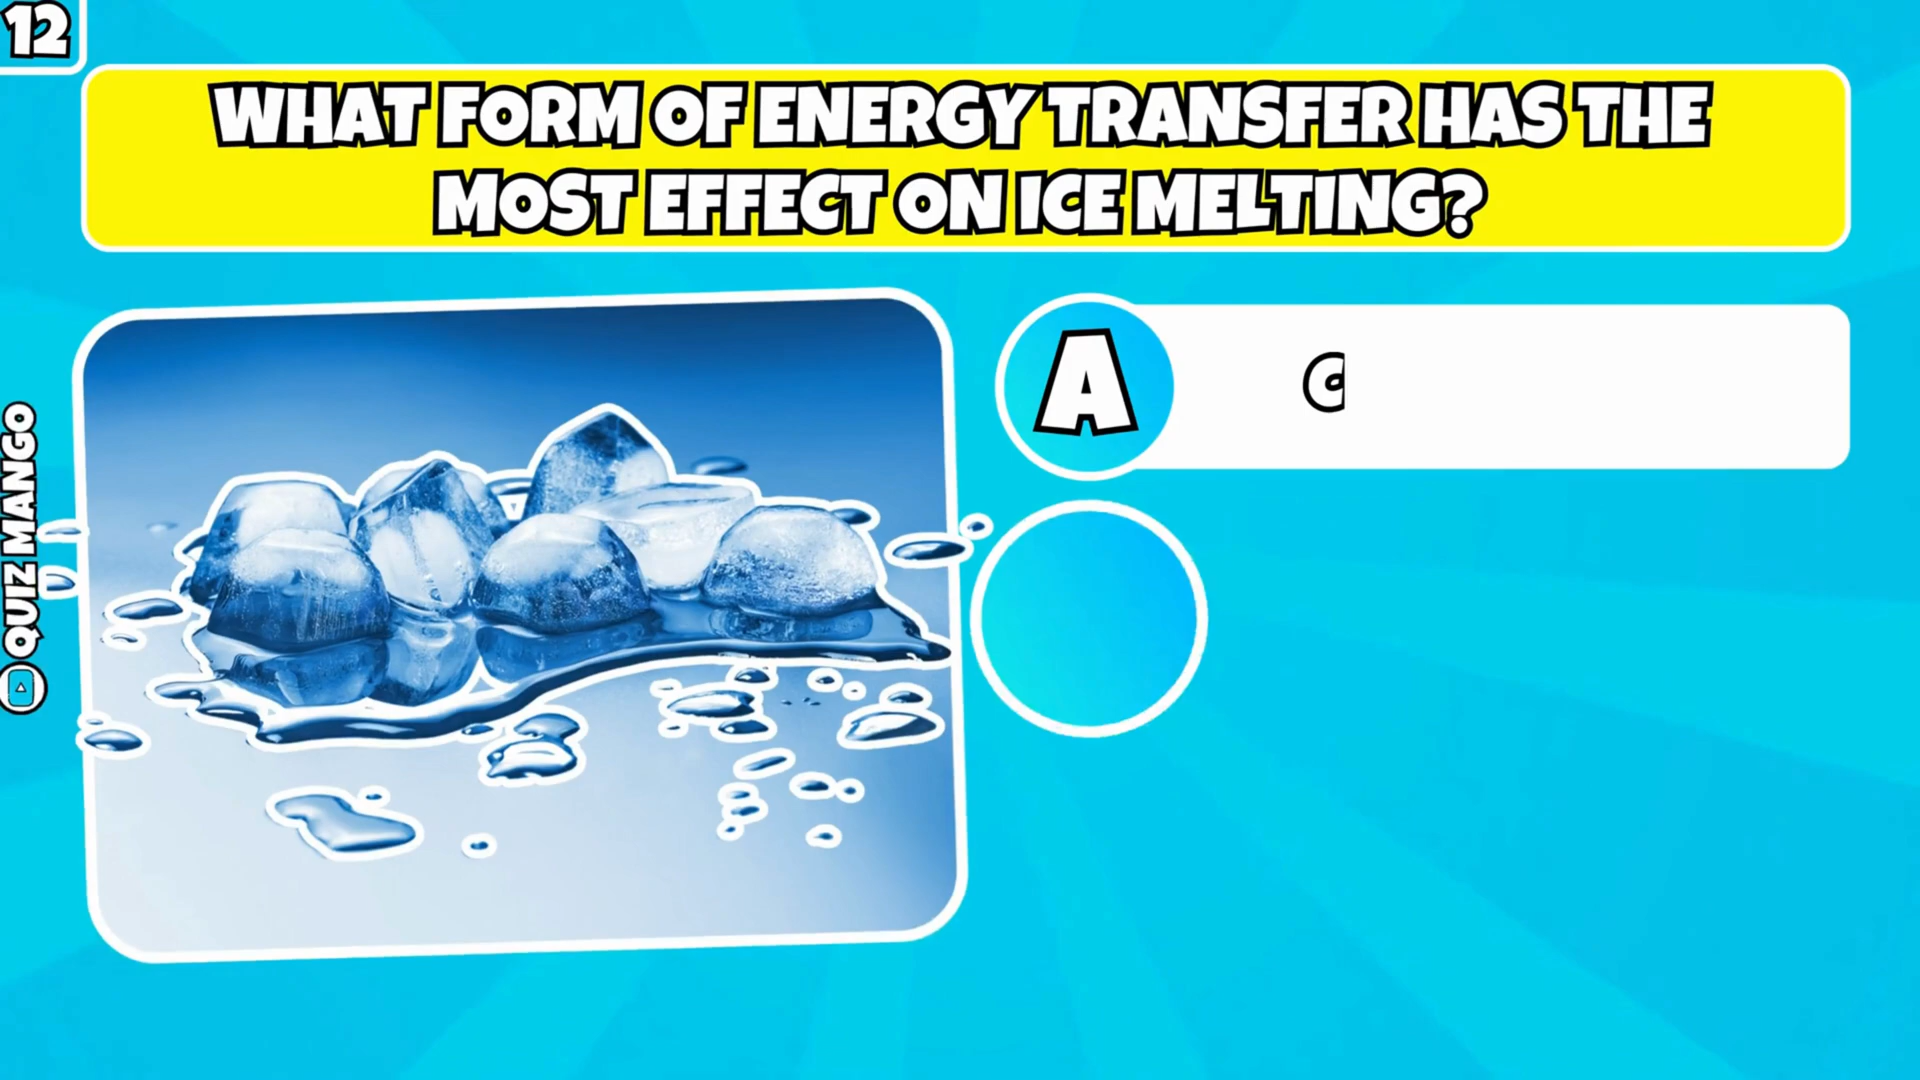 12
WHAT FORM OF ENERGY TRANSFER HAS THE
MOST EFFECT ON ICE MELTING?
A
QUIZ MANGO